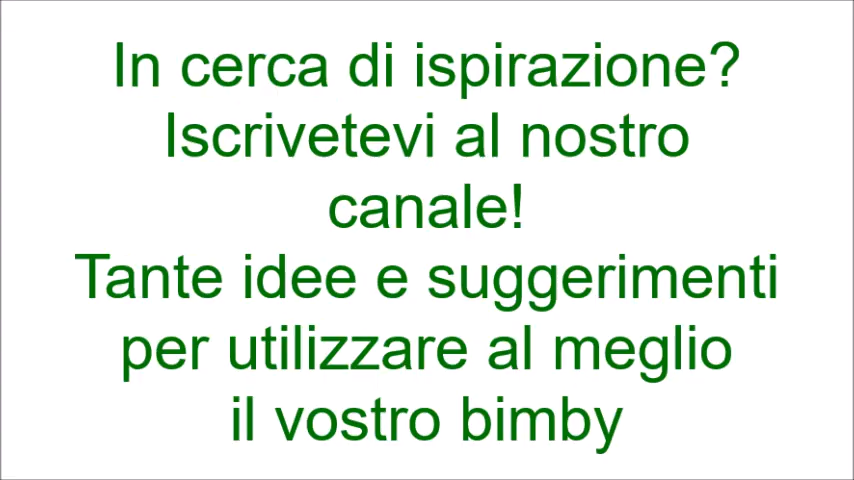 In cerca di ispirazione?
Iscrivetevi al nostro
canale!
Tante idee e suggerimenti
per utilizzare al meglio
il vostro bimby